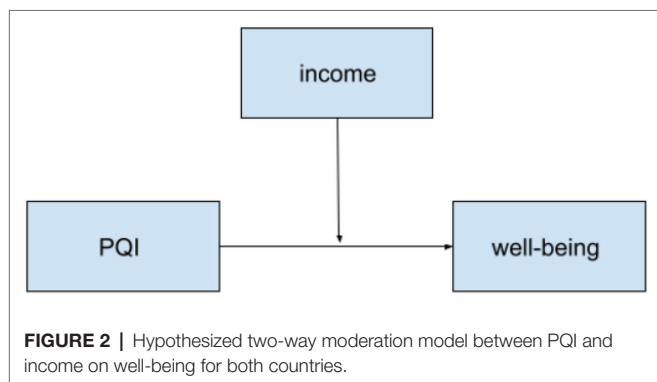 income
PQI
well-being
FIGURE 2 | Hypothesized two-way moderation model between PQI and
income on well-being for both countries.